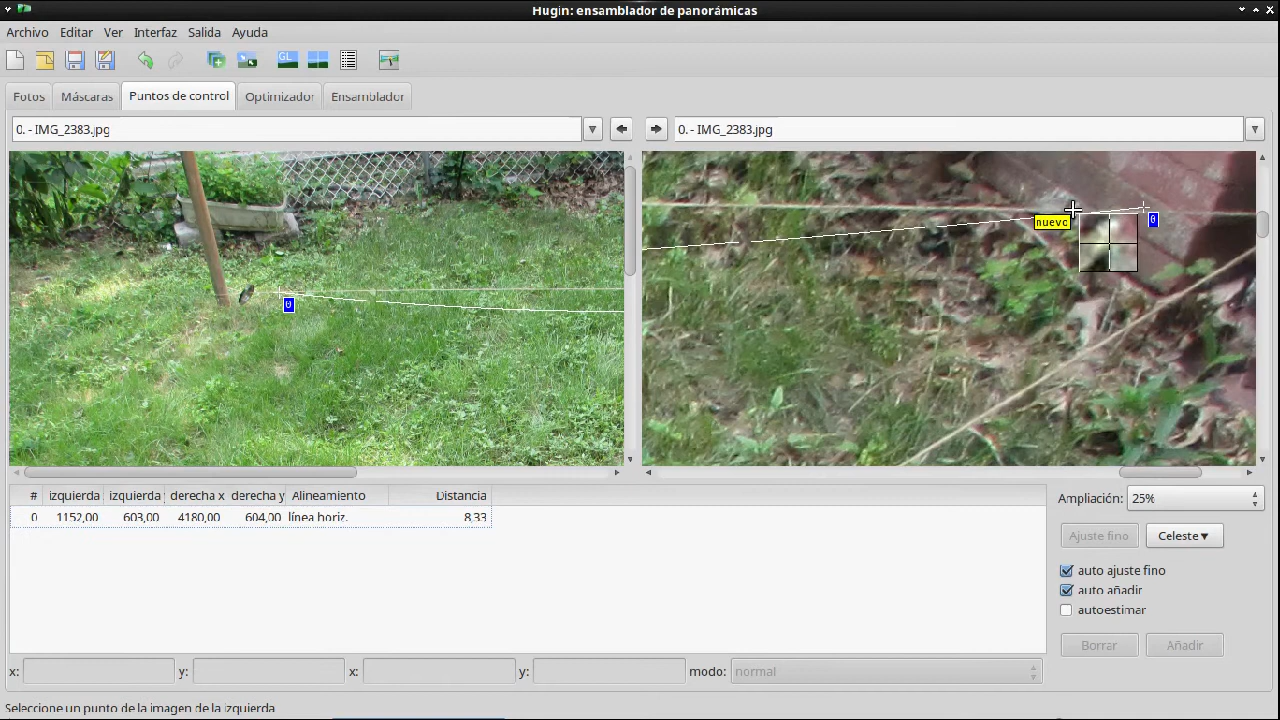 Hugin: ensamblador de panorámicas
Archivo Editar Ver Interfaz Salida Ayuda
GL
Fotos Máscaras Puntos de control Optimizador Ensamblador
0. - IMG_2383.jpg 0. - IMG_2383.jpg
nuevo 0
0
# izquierda izquierda derecha x derecha y Alineamiento Distancia
0 1152,00 603,00 4180,00 604,00 línea horiz. 8,33
Ampliación: 25%
Ajuste fino Celeste
auto ajuste fino
auto añadir
autoestimar
Borrar Añadir
x: y: x: y: modo: normal
Seleccione un punto de la imagen de la izquierda